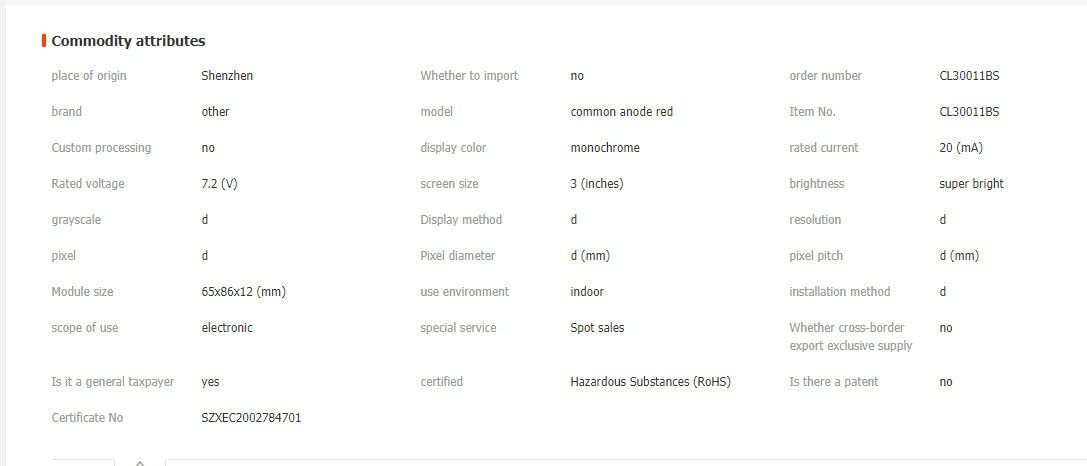 Commodity attributes
place of origin Shenzhen Whether to import no order number CL30011BS
brand other model common anode red Item No. CL30011BS
Custom processing no display color monochrome rated current 20 (mA)
Rated voltage 7.2 (V) screen size 3 (inches) brightness super bright
grayscale d Display method d resolution d
pixel d Pixel diameter d (mm) pixel pitch d (mm)
Module size 65x86x12 (mm) use environment indoor installation method d
scope of use electronic special service Spot sales Whether cross-border no
export exclusive supply
Is it a general taxpayer yes certified Hazardous Substances (RoHS) Is there a patent no
Certificate No SZXEC2002784701